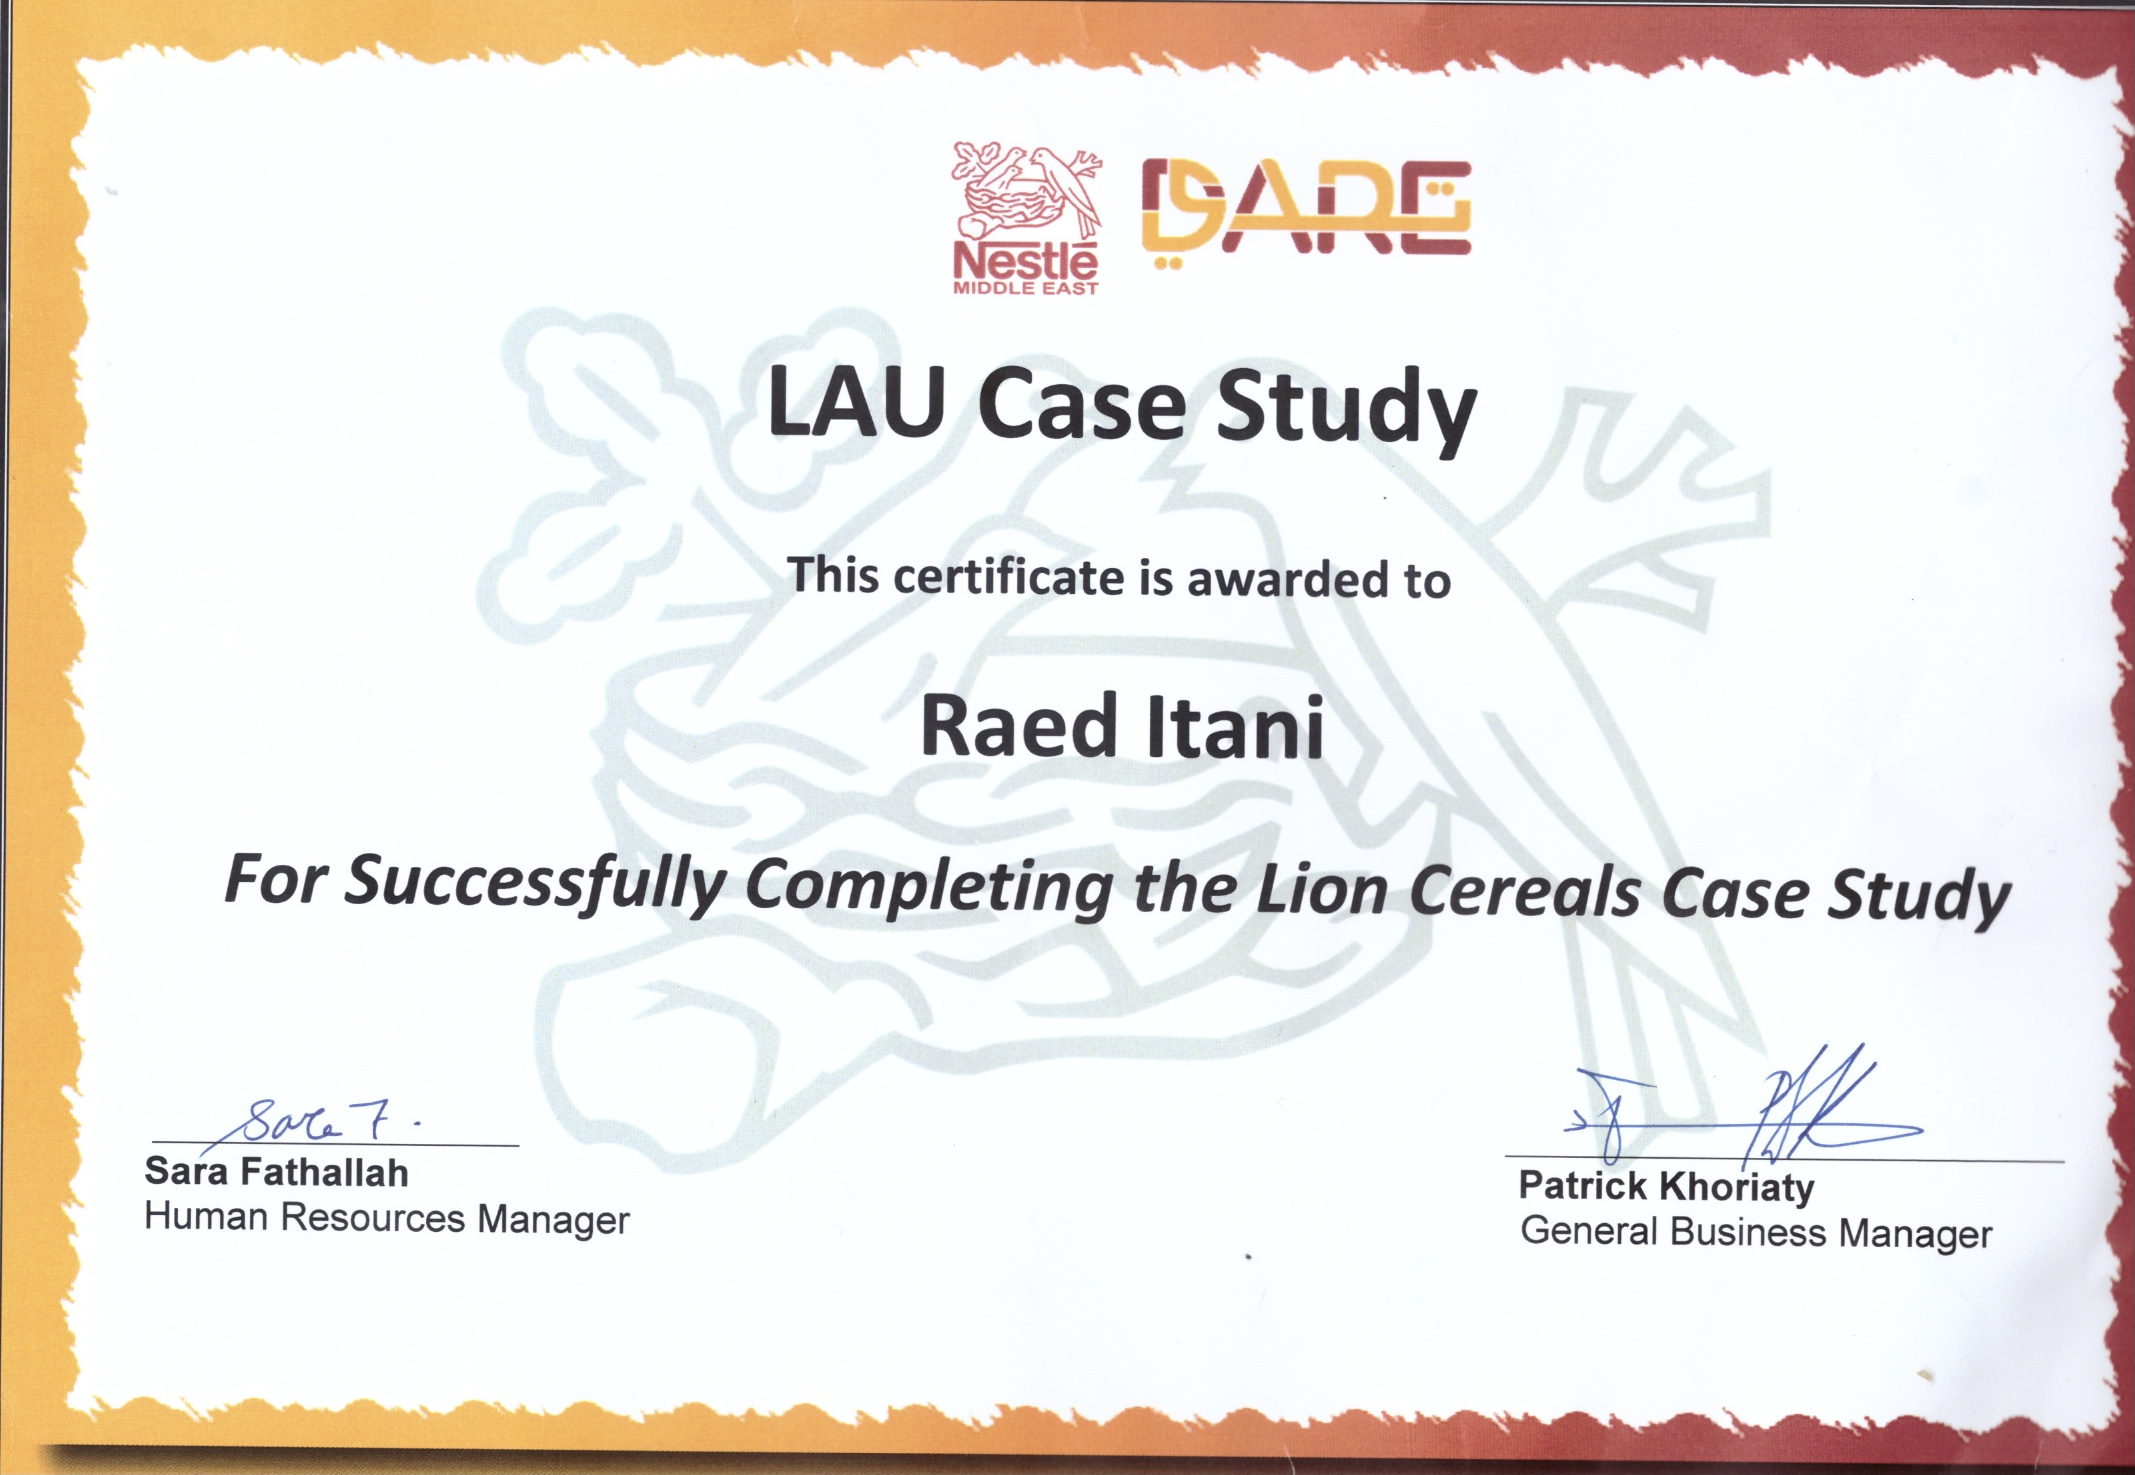 Nestlé
MIDDLE EAST
DARE
LAU Case Study
This certificate is awarded to
Raed Itani
For Successfully Completing the Lion Cereals Case Study
Sara F.
Sara Fathallah
Human Resources Manager
Patrick Khoriaty
General Business Manager